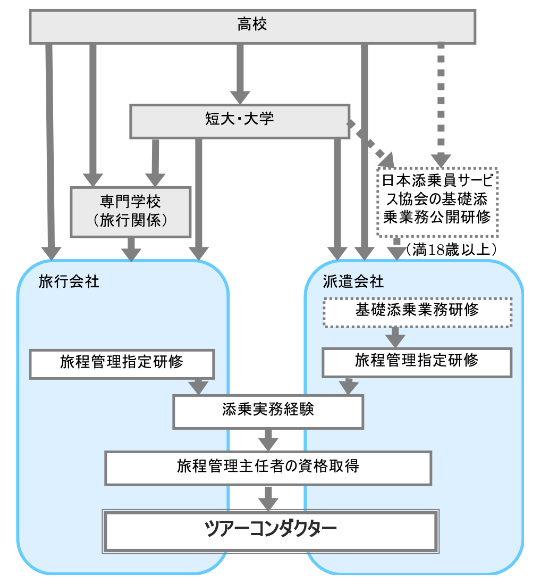 高校
短大・大学
専門学校
（旅行関係）
日本添乗員サービ
ス協会の基礎添
乗業務公開研修
（満18歳以上）
旅行会社
派遣会社
基礎添乗業務研修
旅程管理指定研修
旅程管理指定研修
添乗実務経験
旅程管理主任者の資格取得
ツアーコンダクター